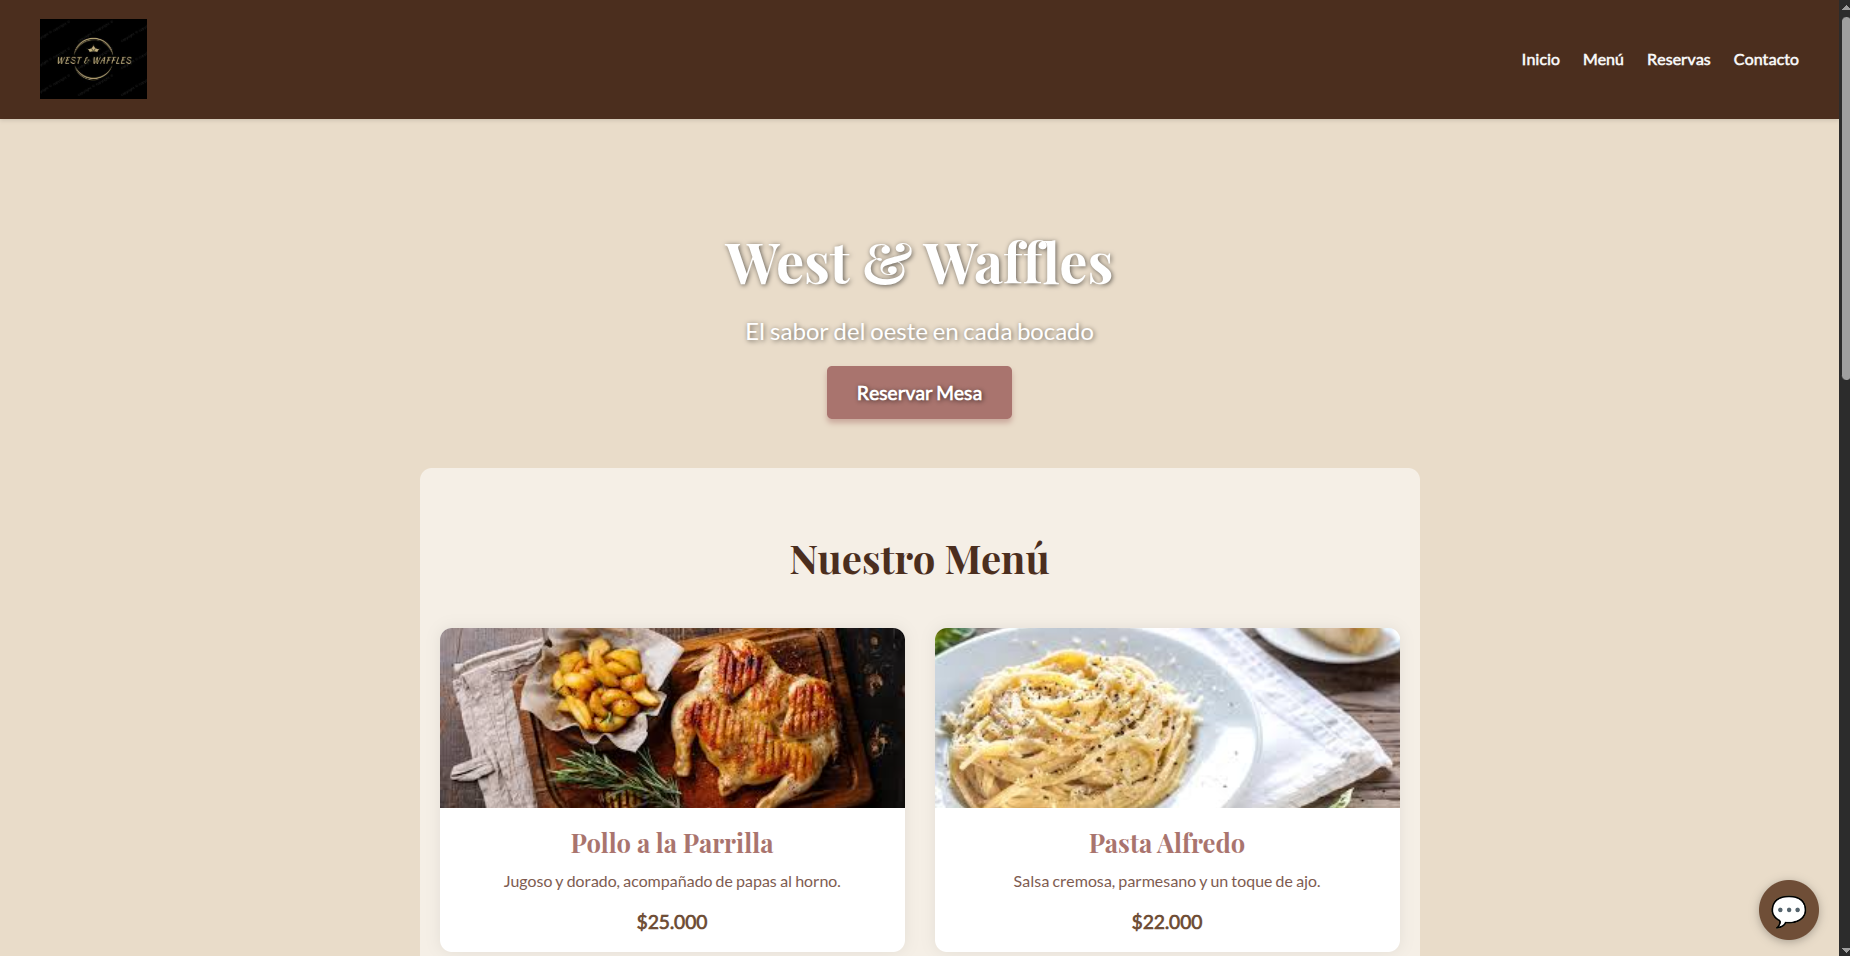 WEST & WAFFLES
Inicio Menú Reservas Contacto
West & Waffles
El sabor del oeste en cada bocado
Reservar Mesa
Nuestro Menú
Pollo a la Parrilla
Jugoso y dorado, acompañado de papas al horno.
$25.000
Pasta Alfredo
Salsa cremosa, parmesano y un toque de ajo.
$22.000